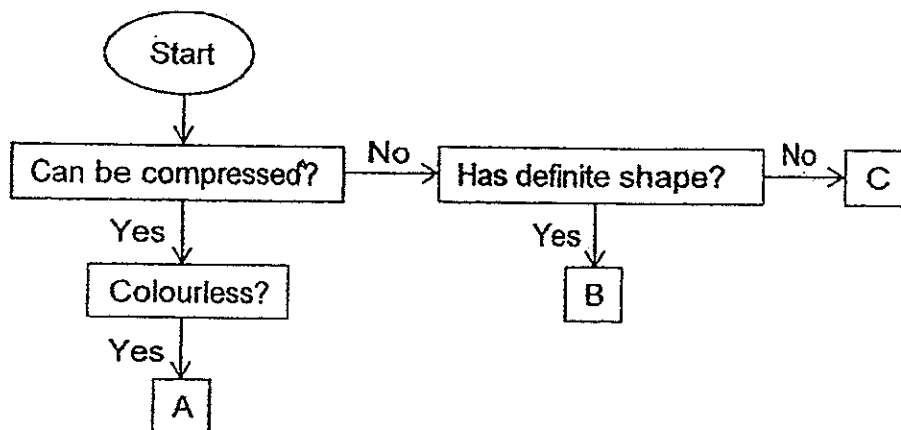 Start
Can be compressed?
No
Has definite shape?
No
C
Yes
Yes
Colourless?
B
Yes
A